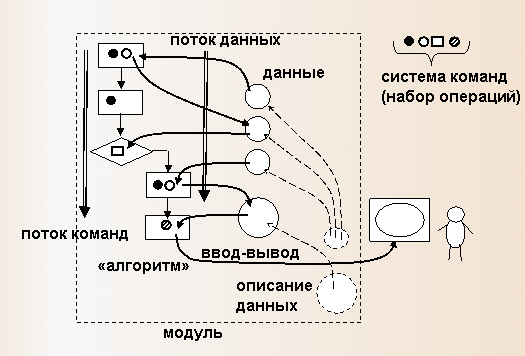 поток данных
данные
система команд
(набор операций)
поток команд
«алгоритм»
ввод-вывод
описание
данных
модуль